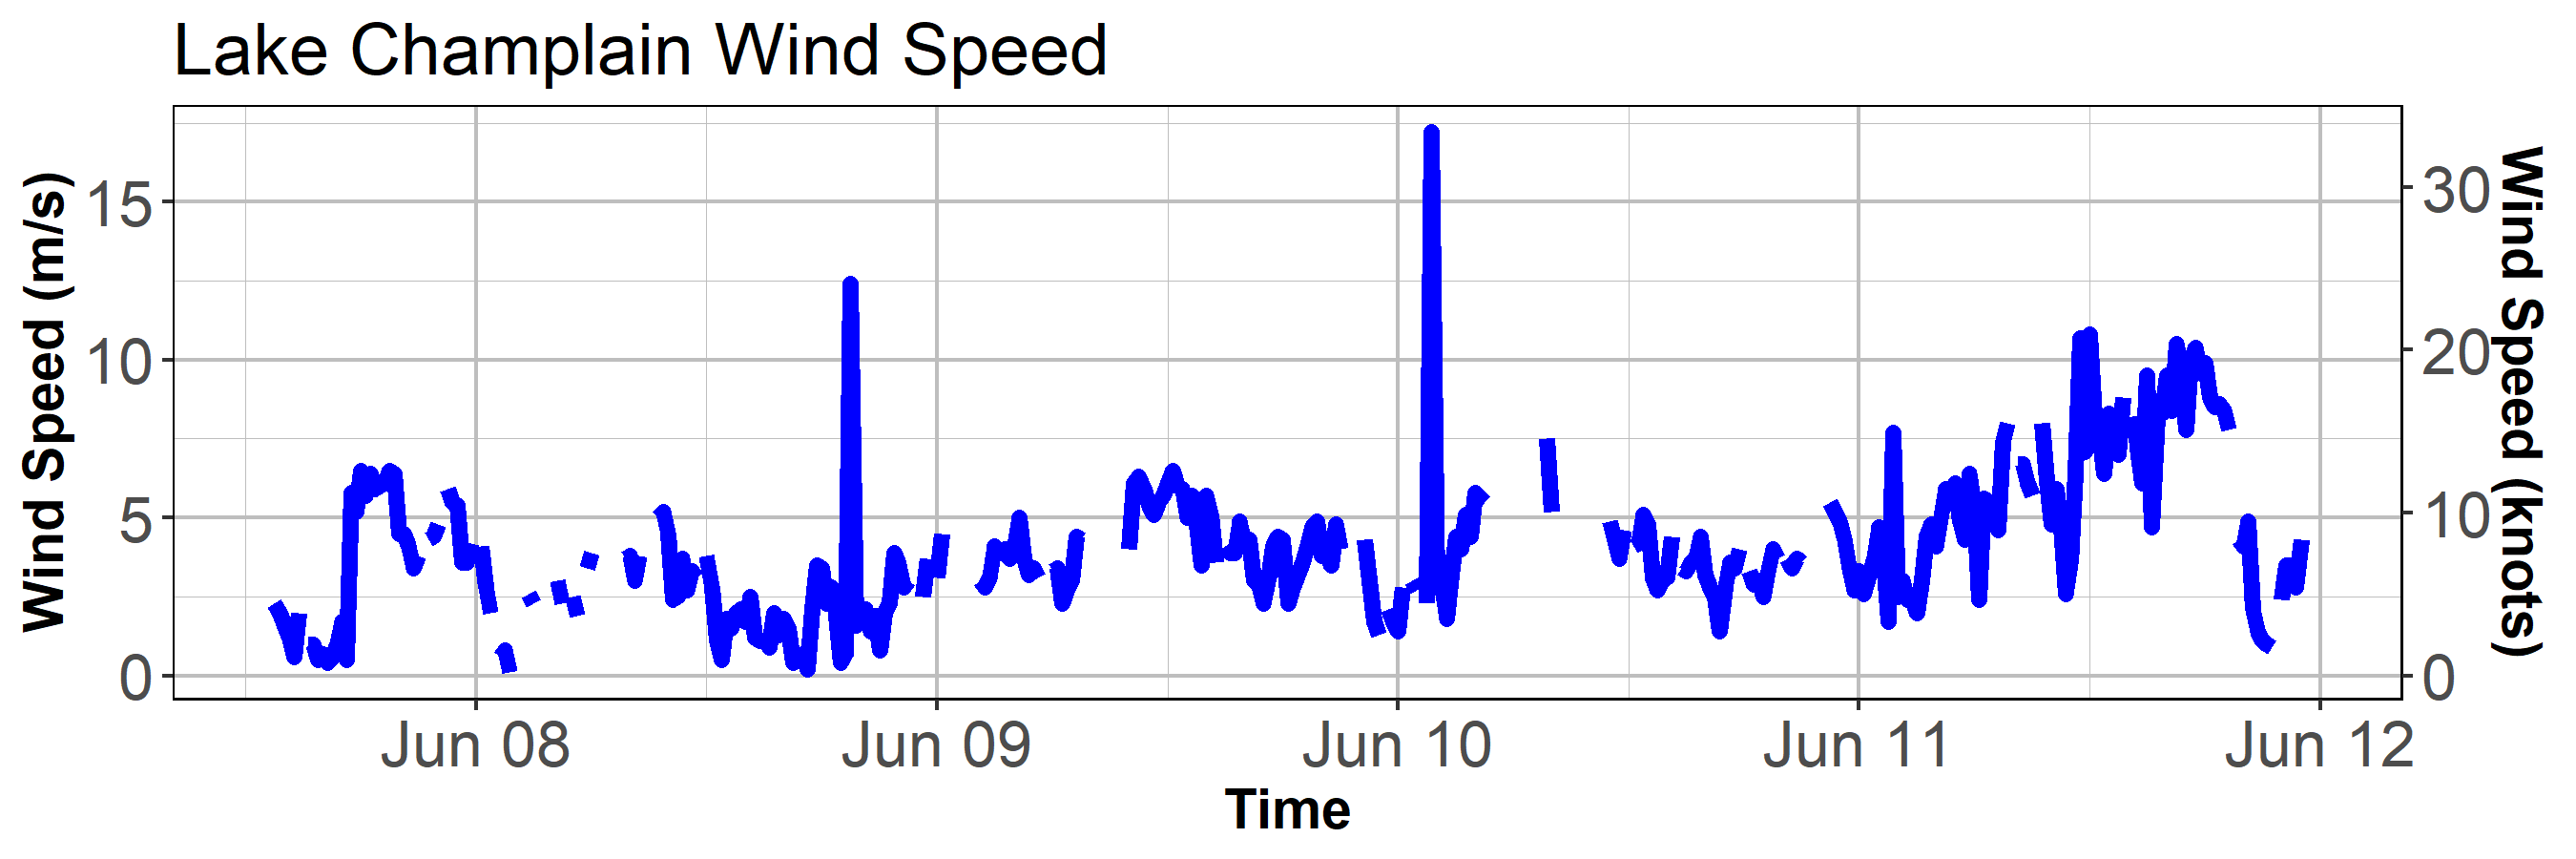 Lake Champlain Wind Speed
Wind Speed (m/s)
15
10
5
0
30
20
10
0
Wind Speed (knots)
Jun 08
Jun 09
Jun 10
Jun 11
Jun 12
Time